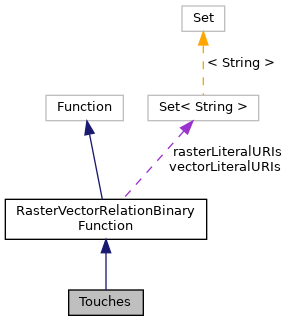 Set
< String >
Function
Set< String >
rasterLiteralURIs
vectorLiteralURIs
RasterVectorRelationBinary
Function
Touches